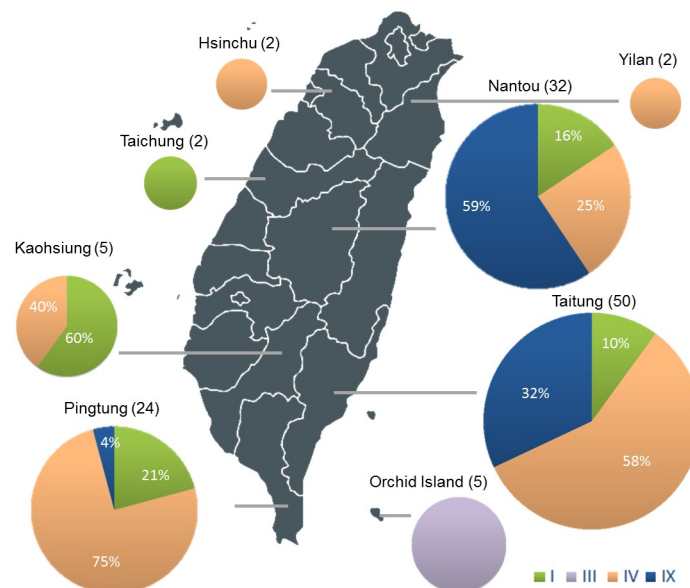 Hsinchu (2)
Yilan (2)
Nantou (32)
16%
25%
59%
Taichung (2)
Kaohsiung (5)
40%
60%
Taitung (50)
10%
32%
58%
Pingtung (24)
4%
21%
75%
Orchid Island (5)
I III IV IX